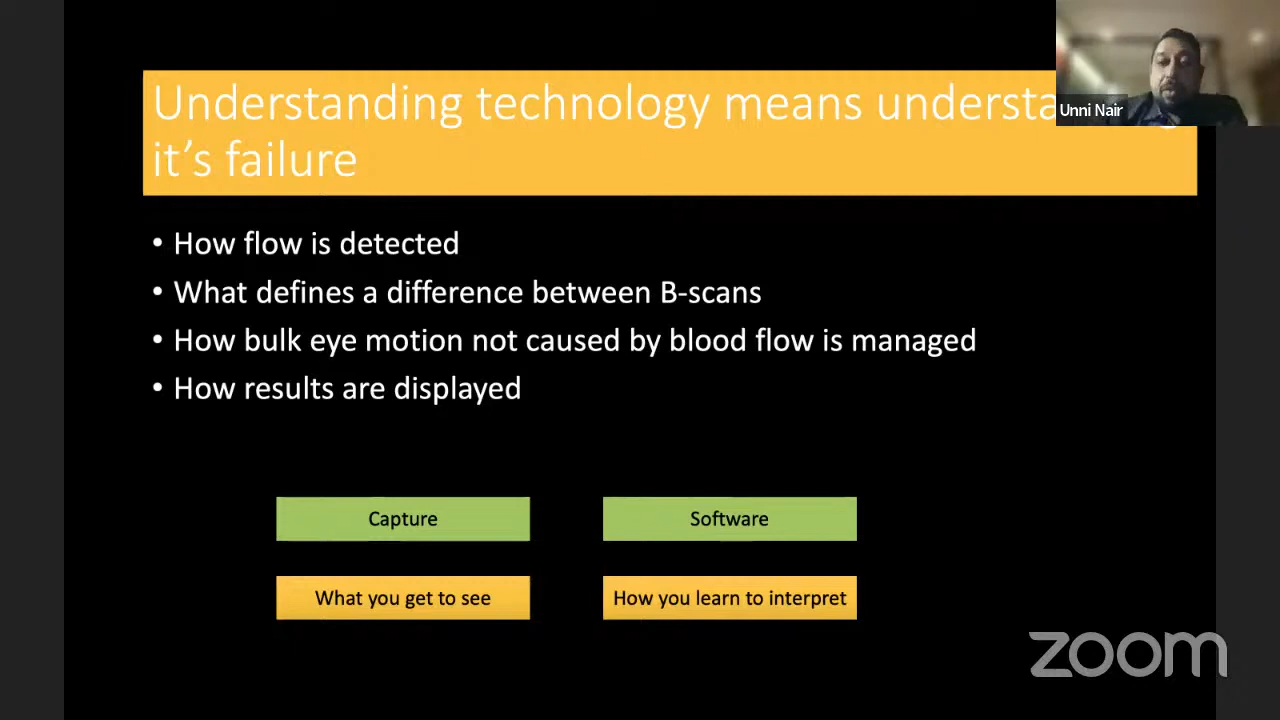 Understanding technology means
it's failure
Unni Nair
• How flow is detected
• What defines a difference between B-scans
• How bulk eye motion not caused by blood flow is managed
• How results are displayed
Capture
Software
What you get to see
How you learn to interpret
zoom